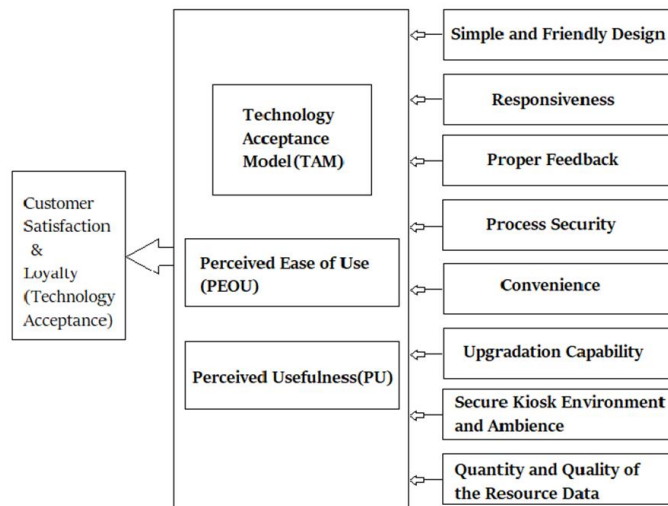 Customer
Satisfaction
&
Loyalty
(Technology
Acceptance)
Technology
Acceptance
Model(TAM)
Perceived Ease of Use
(PEOU)
Perceived Usefulness(PU)
Simple and Friendly Design
Responsiveness
Proper Feedback
Process Security
Convenience
Upgradation Capability
Secure Kiosk Environment
and Ambience
Quantity and Quality of
the Resource Data